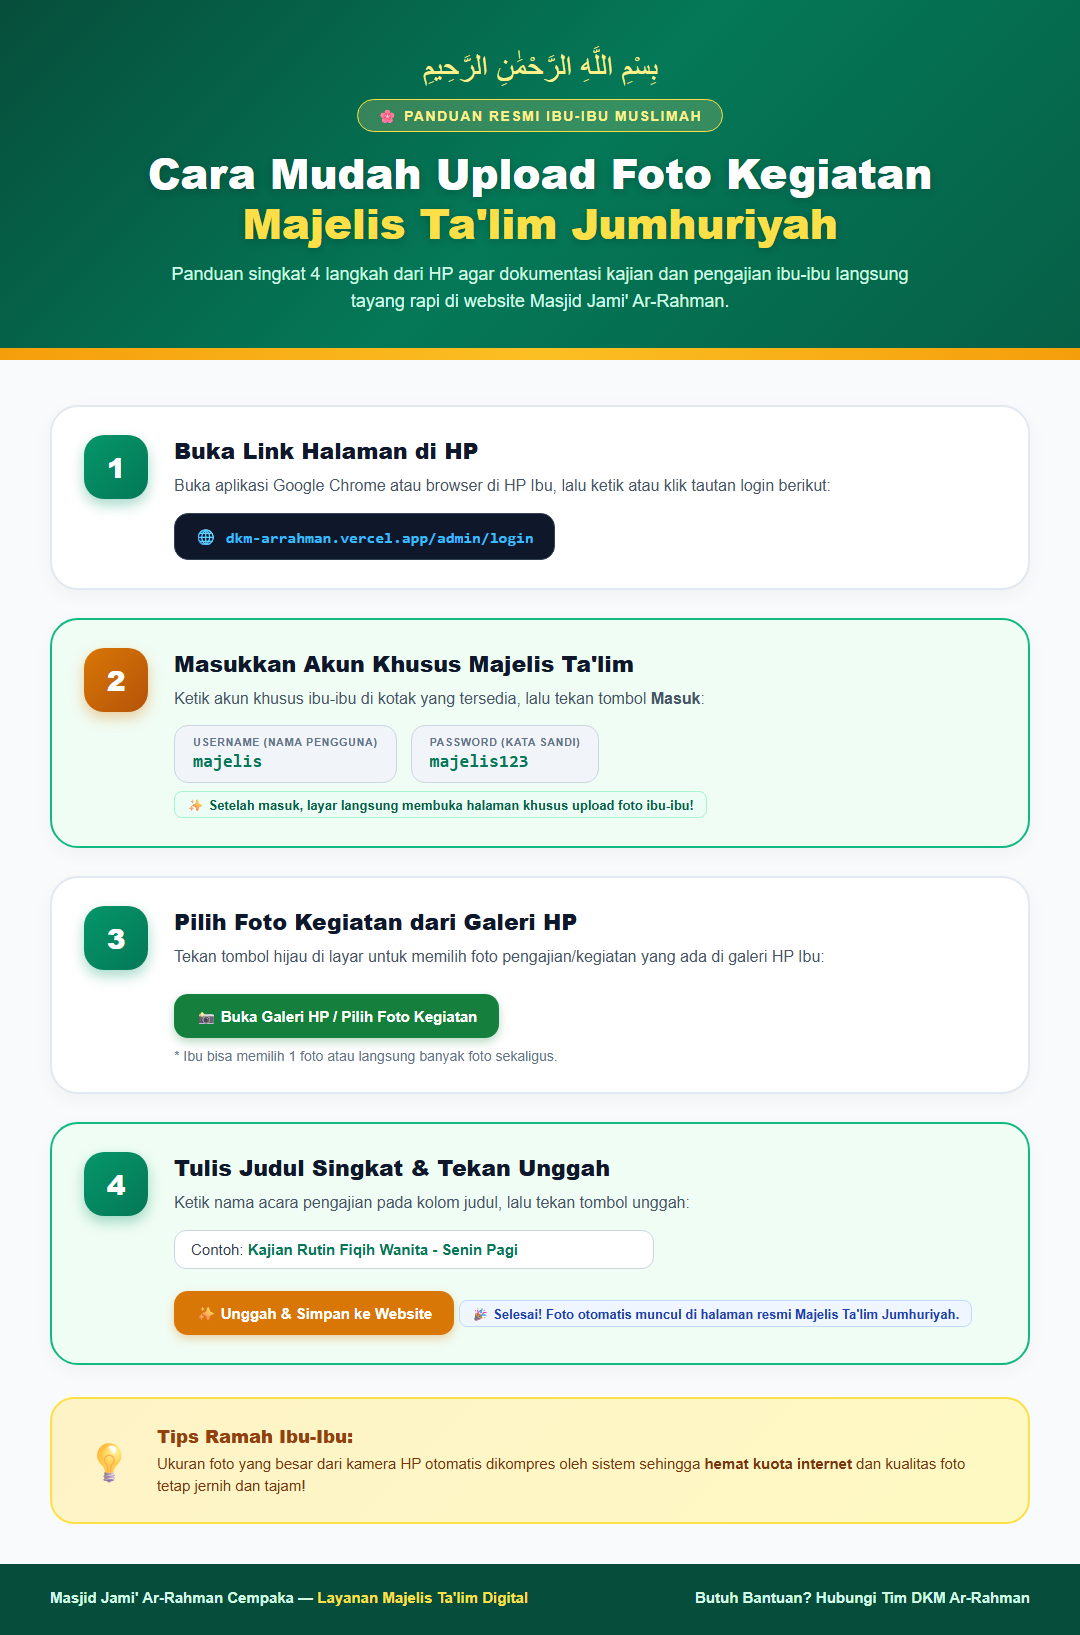 بِسْمِ اللَّهِ الرَّحْمَٰنِ الرَّحِيمِ
🌸 PANDUAN RESMI IBU-IBU MUSLIMAH
Cara Mudah Upload Foto Kegiatan
Majelis Ta'lim Jumhuriyah
Panduan singkat 4 langkah dari HP agar dokumentasi kajian dan pengajian ibu-ibu langsung
tayang rapi di website Masjid Jami' Ar-Rahman.
1
Buka Link Halaman di HP
Buka aplikasi Google Chrome atau browser di HP Ibu, lalu ketik atau klik tautan login berikut:
🌐 dkm-arrahman.vercel.app/admin/login
2
Masukkan Akun Khusus Majelis Ta'lim
Ketik akun khusus ibu-ibu di kotak yang tersedia, lalu tekan tombol Masuk:
USERNAME (NAMA PENGGUNA)
majelis
PASSWORD (KATA SANDI)
majelis123
✨ Setelah masuk, layar langsung membuka halaman khusus upload foto ibu-ibu!
3
Pilih Foto Kegiatan dari Galeri HP
Tekan tombol hijau di layar untuk memilih foto pengajian/kegiatan yang ada di galeri HP Ibu:
📸 Buka Galeri HP / Pilih Foto Kegiatan
* Ibu bisa memilih 1 foto atau langsung banyak foto sekaligus.
4
Tulis Judul Singkat & Tekan Unggah
Ketik nama acara pengajian pada kolom judul, lalu tekan tombol unggah:
Contoh: Kajian Rutin Fiqih Wanita - Senin Pagi
✨ Unggah & Simpan ke Website
🎉 Selesai! Foto otomatis muncul di halaman resmi Majelis Ta'lim Jumhuriyah.
Tips Ramah Ibu-Ibu:
Ukuran foto yang besar dari kamera HP otomatis dikompres oleh sistem sehingga hemat kuota internet dan kualitas foto
tetap jernih dan tajam!
Masjid Jami' Ar-Rahman Cempaka — Layanan Majelis Ta'lim Digital
Butuh Bantuan? Hubungi Tim DKM Ar-Rahman